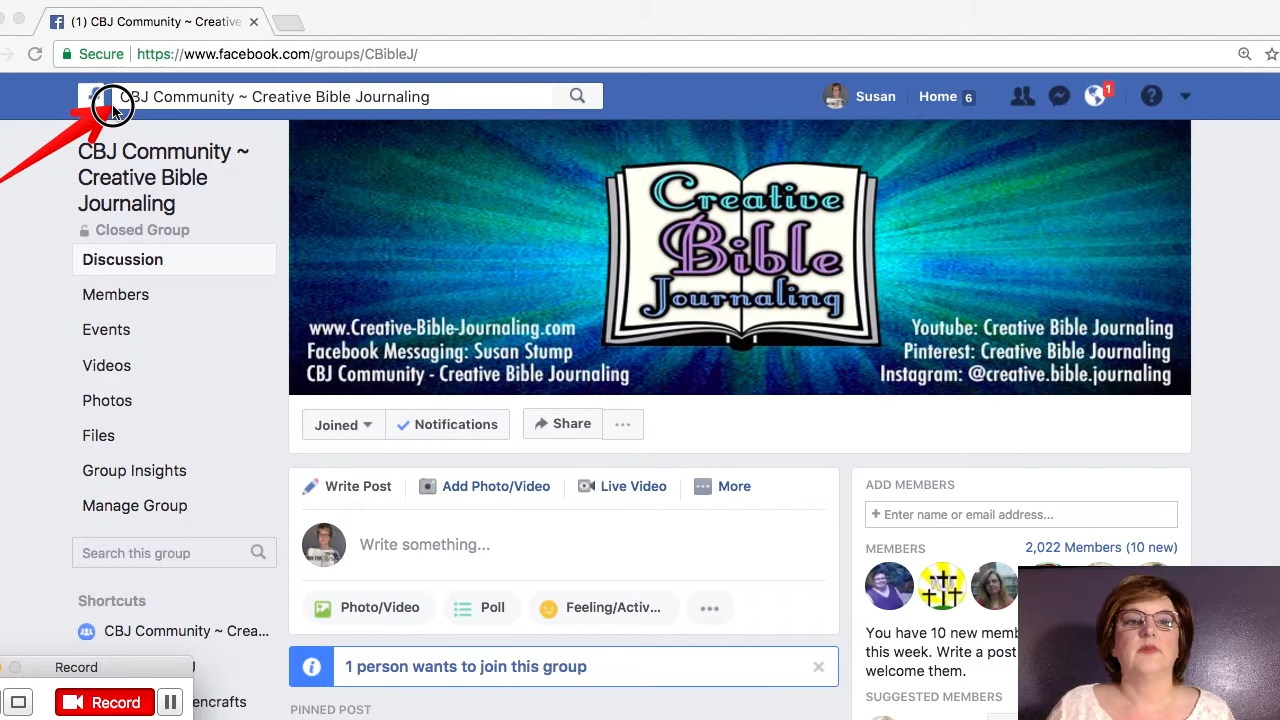 (1) CBJ Community ~ Creative
Secure
https://www.facebook.com/groups/CBibleJ/
CBJ Community ~ Creative Bible Journaling
Susan
Home 6
1
CBJ Community ~
Creative Bible
Journaling
Closed Group
Discussion
Members
Events
Videos
Photos
Files
Group Insights
Manage Group
Search this group
Shortcuts
CBJ Community ~ Crea...
Creative
Bible
Journaling
www.Creative-Bible-Journaling.com
Facebook Messaging: Susan Stump
CBJ Community - Creative Bible Journaling
Youtube: Creative Bible Journaling
Pinterest: Creative Bible Journaling
Instagram: @creative.bible.journaling
Joined
Notifications
Share
Write Post
Add Photo/Video
Live Video
More
Write something...
Photo/Video
Poll
Feeling/Activ...
1 person wants to join this group
PINNED POST
ADD MEMBERS
+ Enter name or email address...
MEMBERS
2,022 Members (10 new)
You have 10 new memb
this week. Write a post
welcome them.
SUGGESTED MEMBERS
Record
Record
encrafts